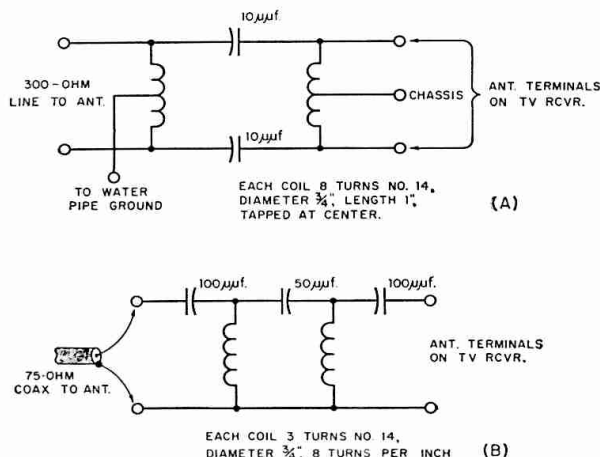 10µµf.
300-OHM
LINE TO ANT.
CHASSIS
ANT. TERMINALS
ON TV RCVR.
10µµf.
TO WATER
PIPE GROUND
EACH COIL 8 TURNS NO. 14,
DIAMETER ¾", LENGTH 1",
TAPPED AT CENTER.
(A)
100µµf.
50µµf.
100µµf.
75-OHM
COAX TO ANT.
ANT. TERMINALS
ON TV RCVR.
EACH COIL 3 TURNS NO. 14,
DIAMETER ¾", 8 TURNS PER INCH
(B)